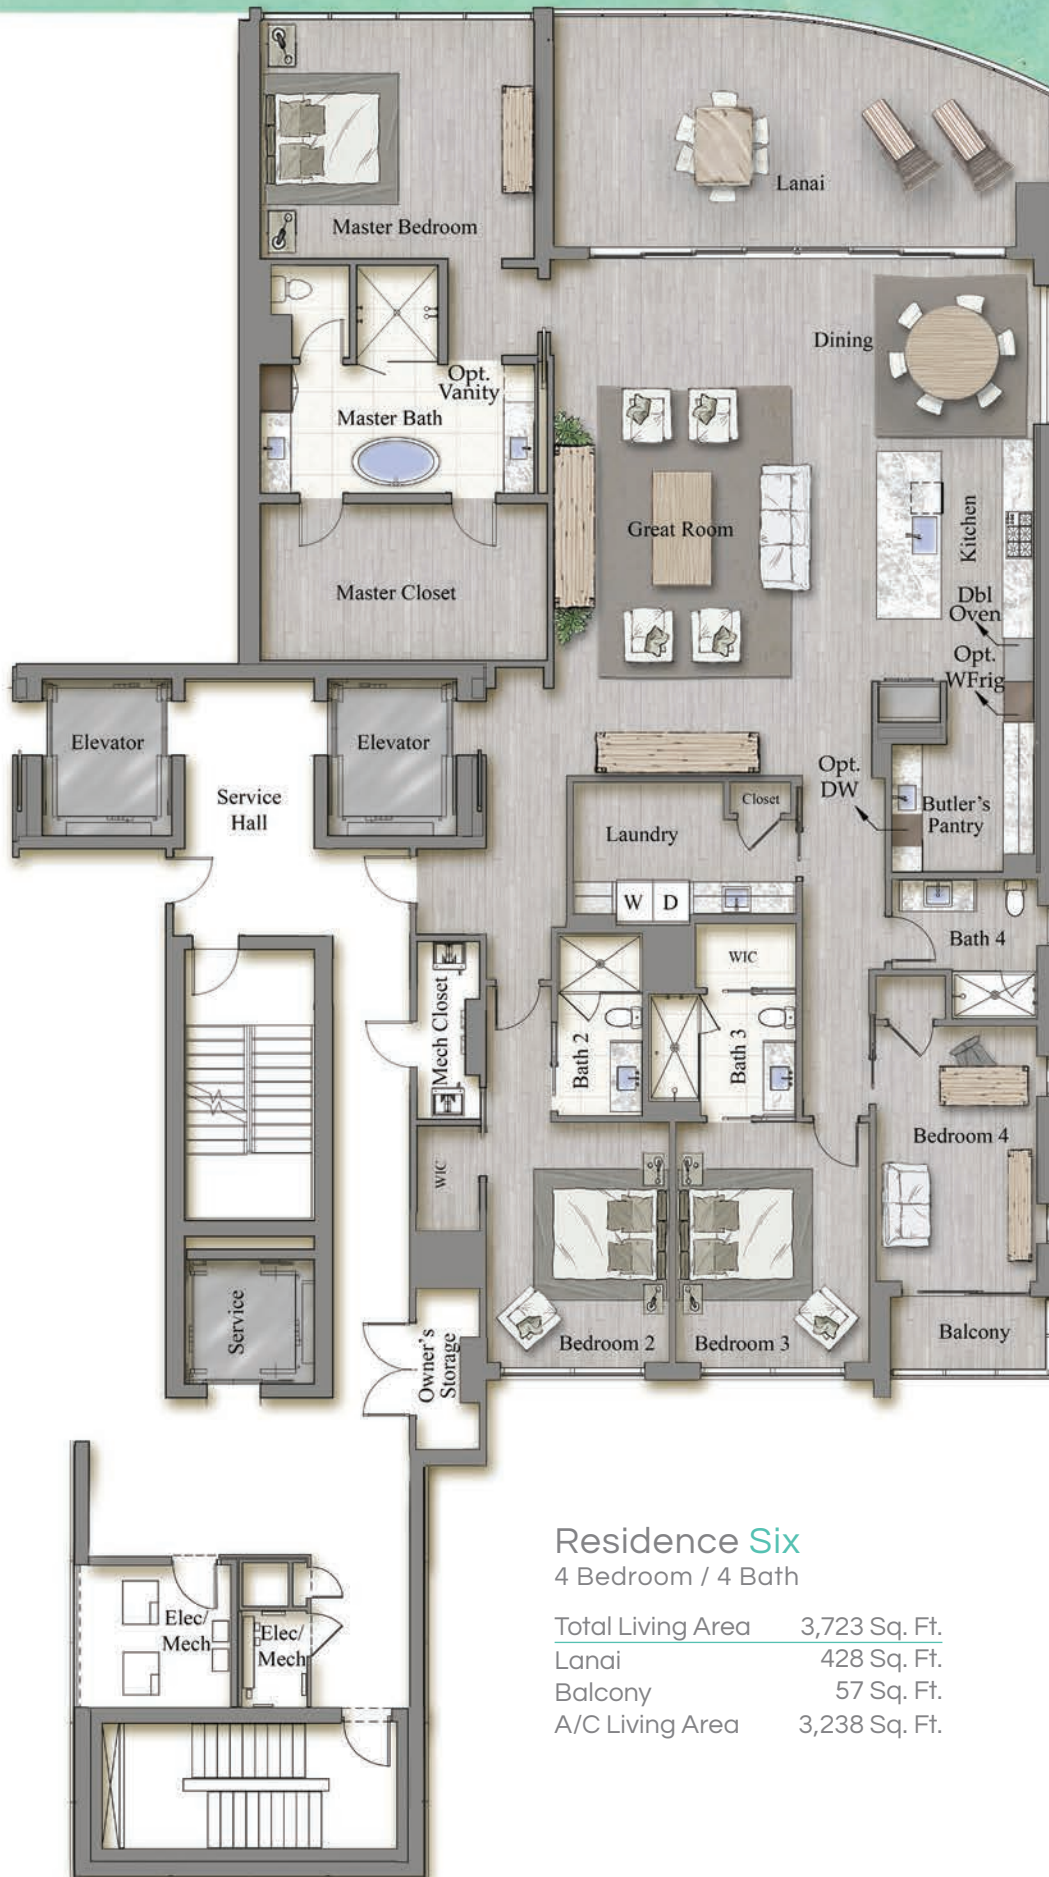 Lanai
Master Bedroom
Dining
Opt.
Vanity
Master Bath
Great Room
Kitchen
Master Closet
Dbl
Oven
Opt.
WFrig
Elevator
Elevator
Service
Hall
Opt.
DW
Closet
Laundry
Butler's
Pantry
W D
Bath 4
WIC
Mech Closet
Bath 2
Bath 3
Bedroom 4
WIC
Service
Owner's
Storage
Bedroom 2
Bedroom 3
Balcony
Residence Six
4 Bedroom / 4 Bath
Total Living Area 3,723 Sq. Ft.
Lanai 428 Sq. Ft.
Balcony 57 Sq. Ft.
A/C Living Area 3,238 Sq. Ft.
Elec/
Mech
Elec/
Mech